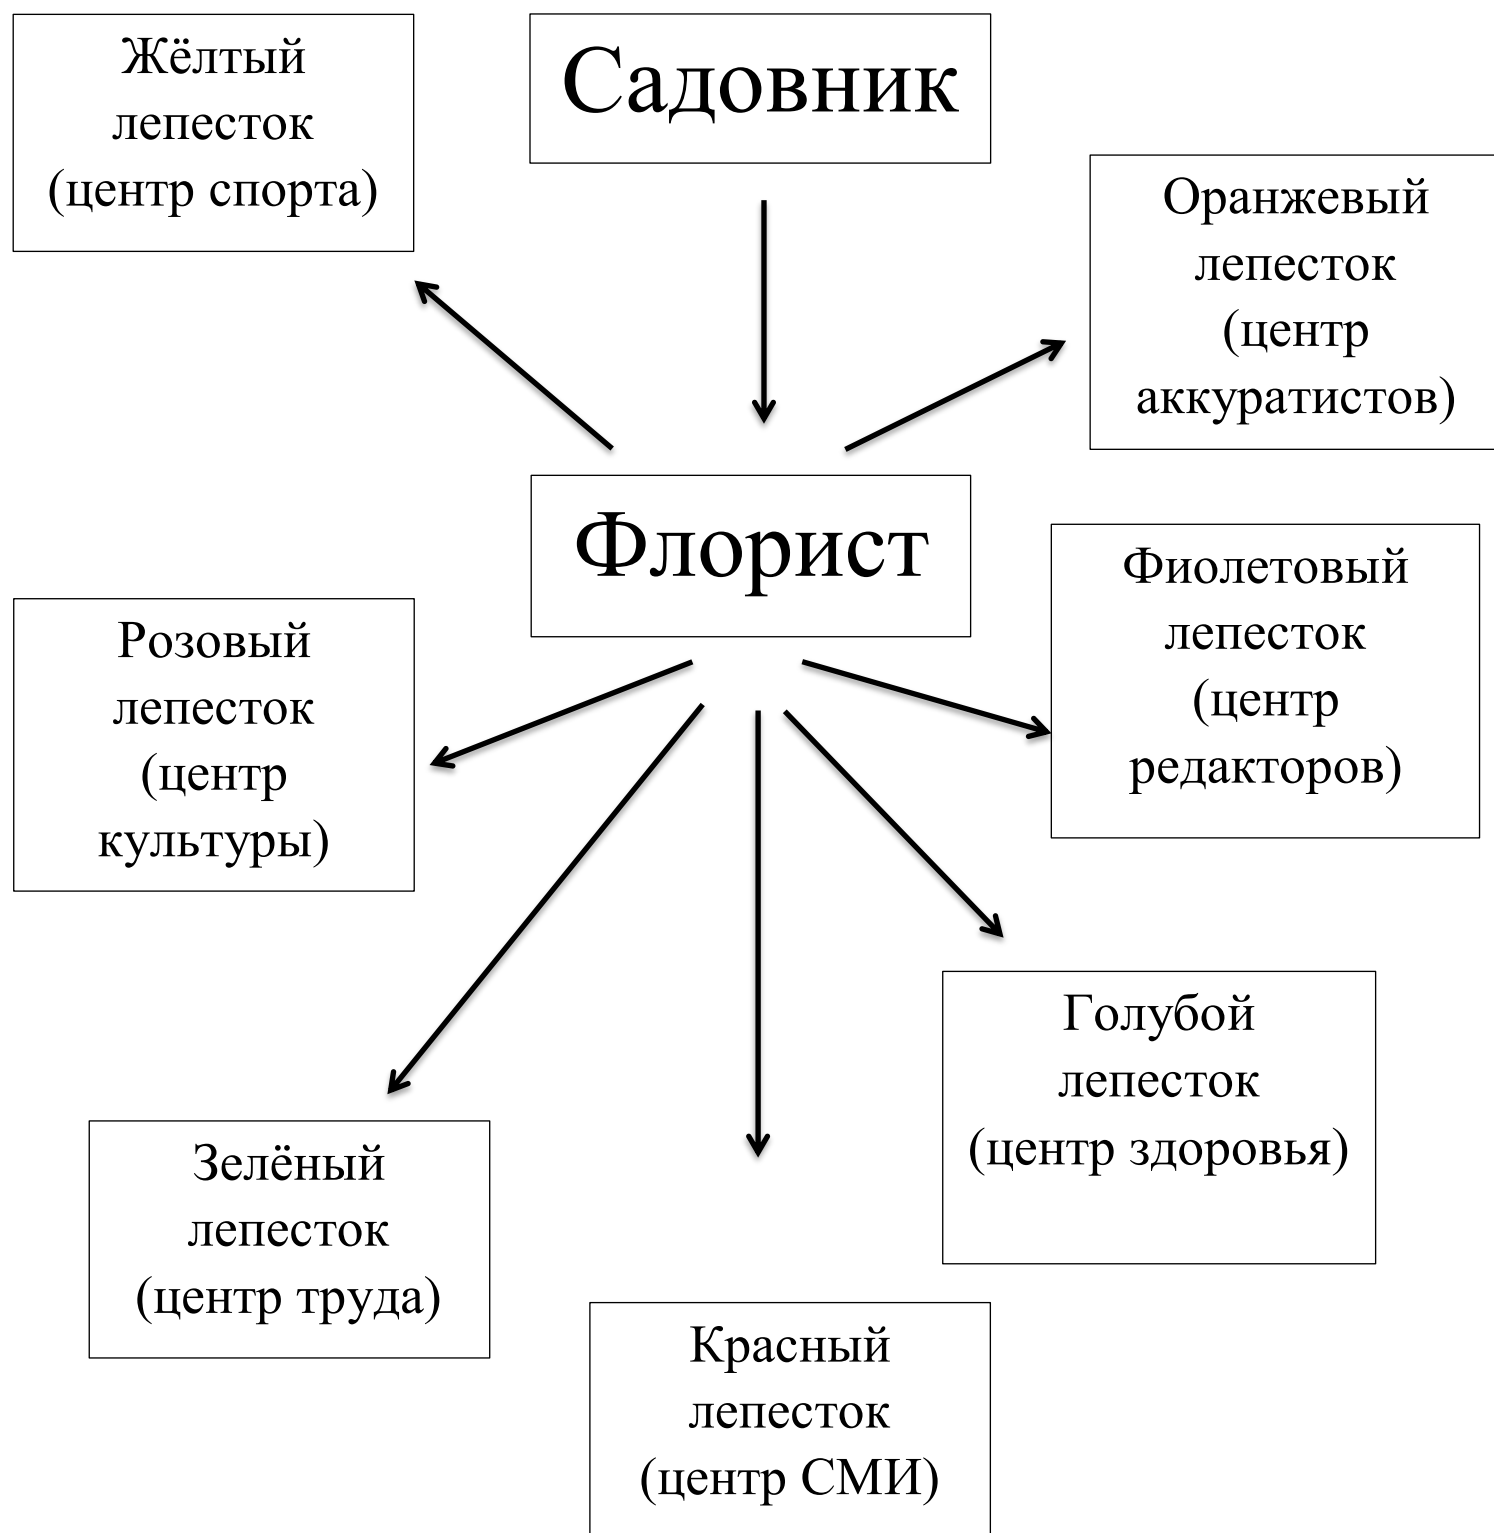 Жёлтый
лепесток
(центр спорта)
Садовник
Оранжевый
лепесток
(центр
аккуратистов)
Флорист
Розовый
лепесток
(центр
культуры)
Фиолетовый
лепесток
(центр
редакторов)
Голубой
лепесток
(центр здоровья)
Зелёный
лепесток
(центр труда)
Красный
лепесток
(центр СМИ)